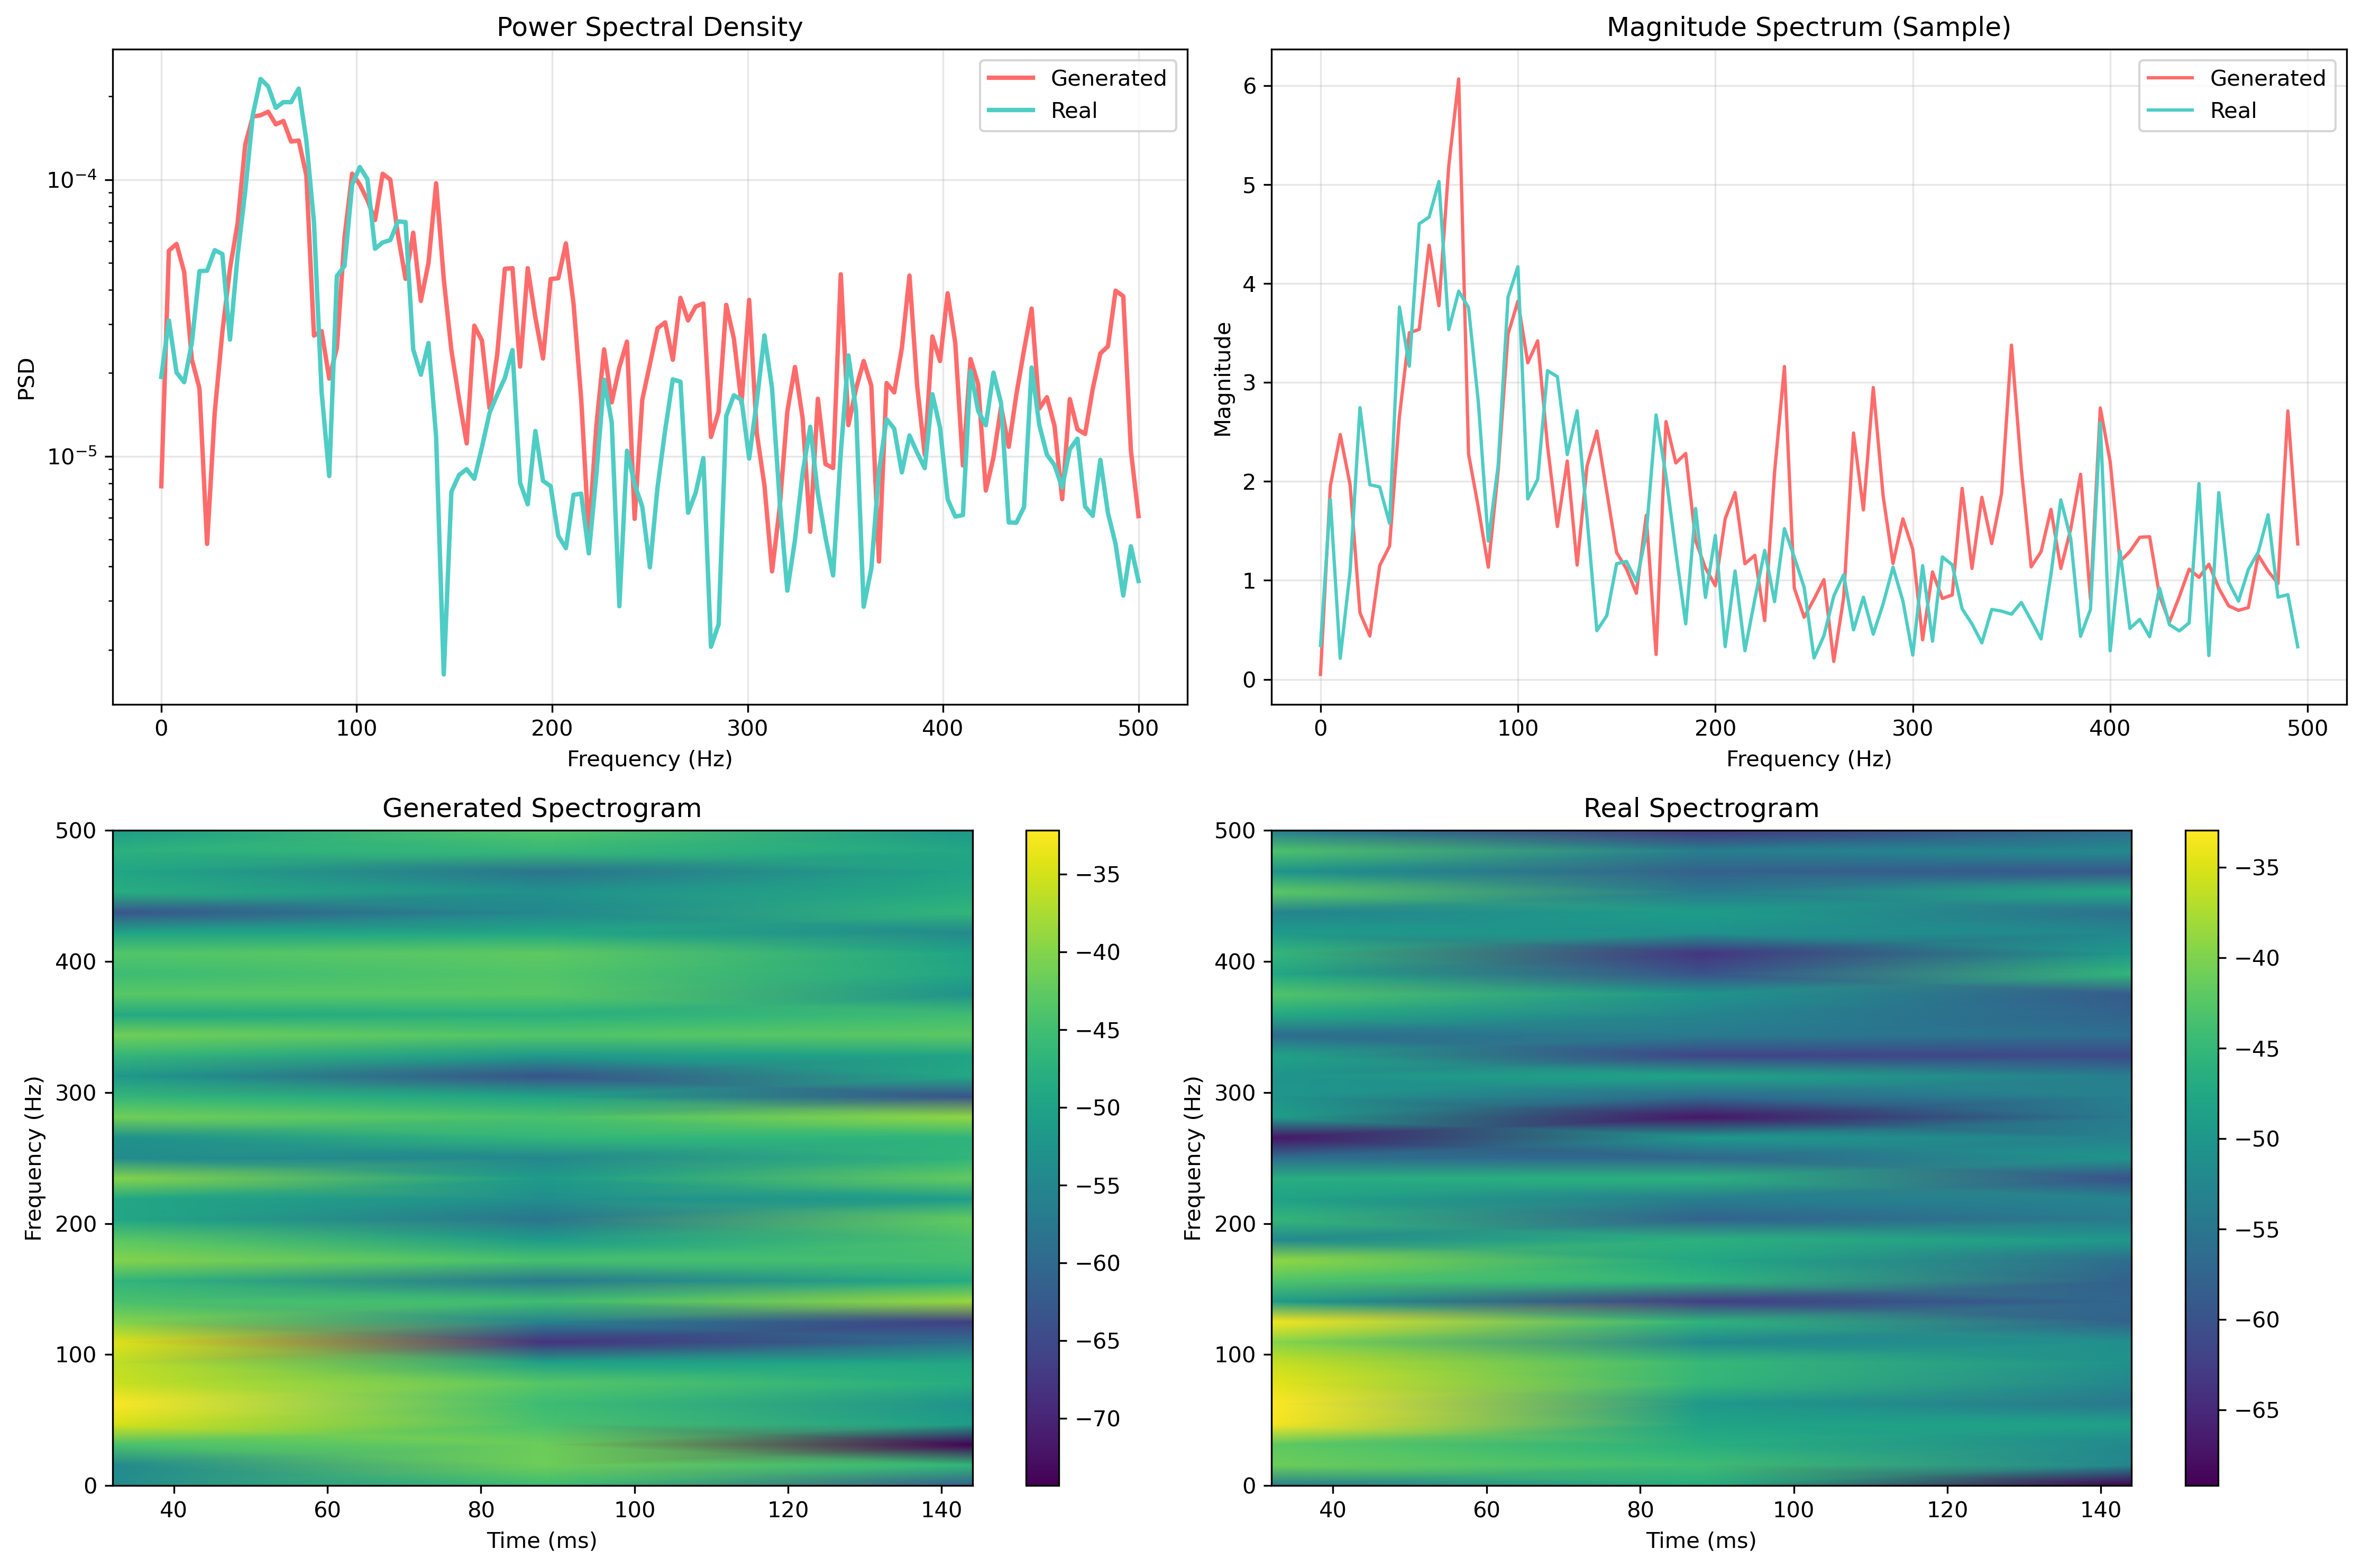 Power Spectral Density
Generated
Real
10⁻⁴
10⁻⁵
PSD
0 100 200 300 400 500
Frequency (Hz)
Magnitude Spectrum (Sample)
Generated
Real
6
5
4
3
2
1
0
Magnitude
0 100 200 300 400 500
Frequency (Hz)
Generated Spectrogram
500
400
300
200
100
0
Frequency (Hz)
40 60 80 100 120 140
Time (ms)
−35
−40
−45
−50
−55
−60
−65
−70
Real Spectrogram
500
400
300
200
100
0
Frequency (Hz)
40 60 80 100 120 140
Time (ms)
−35
−40
−45
−50
−55
−60
−65